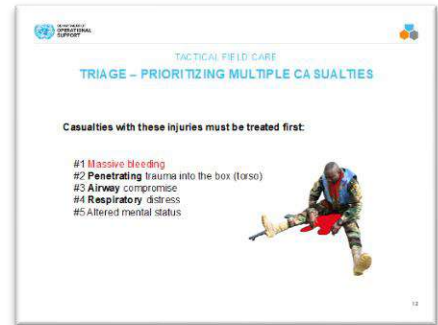 DEPARTMENT OF
OPERATIONAL
SUPPORT
TACTICAL FIELD CARE
TRIAGE – PRIORITIZING MULTIPLE CASUALTIES
Casualties with these injuries must be treated first:
#1 Massive bleeding
#2 Penetrating trauma into the box (torso)
#3 Airway compromise
#4 Respiratory distress
#5 Altered mental status